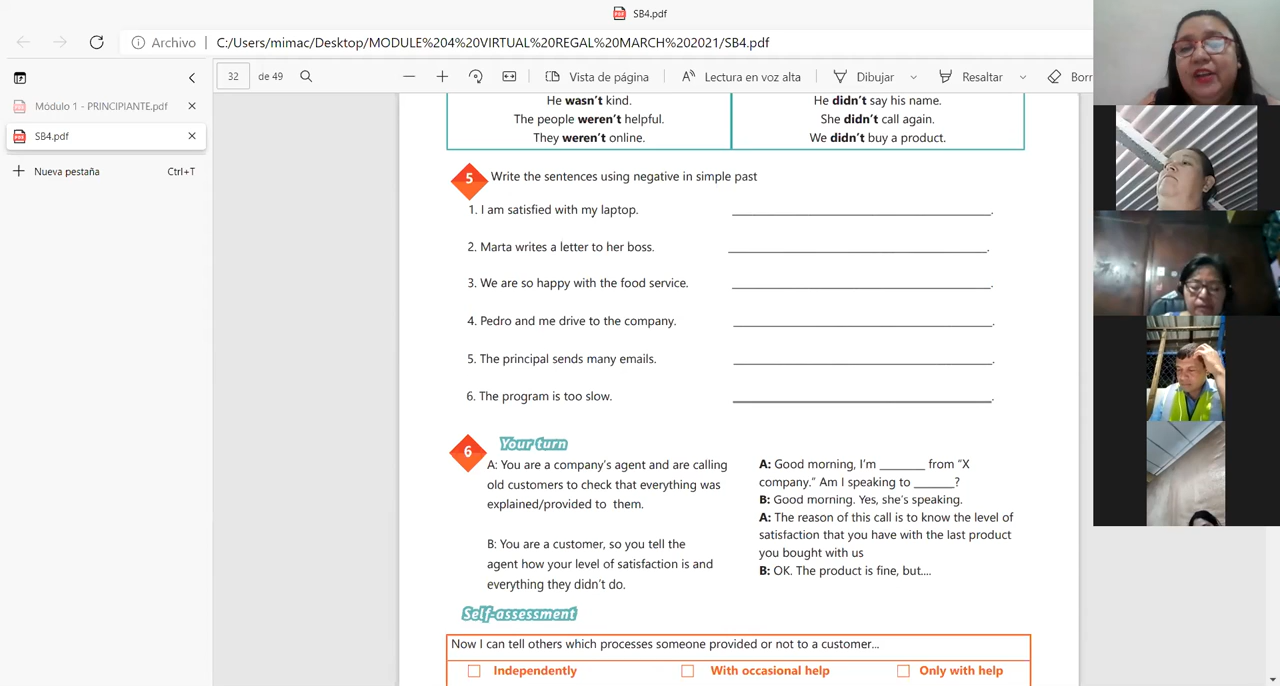 SB4.pdf
Archivo C:/Users/mimac/Desktop/MODULE%204%20VIRTUAL%20REGAL%20MARCH%202021/SB4.pdf
32 de 49 Vista de página Lectura en voz alta Dibujar Resaltar Borr
Módulo 1 - PRINCIPIANTE.pdf
SB4.pdf
Nueva pestaña Ctrl+T
He wasn't kind.
The people weren't helpful.
They weren't online.
He didn't say his name.
She didn't call again.
We didn't buy a product.
5 Write the sentences using negative in simple past
1. I am satisfied with my laptop. ____________________.
2. Marta writes a letter to her boss. ____________________.
3. We are so happy with the food service. ____________________.
4. Pedro and me drive to the company. ____________________.
5. The principal sends many emails. ____________________.
6. The program is too slow. ____________________.
6 Your turn
A: You are a company's agent and are calling
old customers to check that everything was
explained/provided to them.
B: You are a customer, so you tell the
agent how your level of satisfaction is and
everything they didn't do.
A: Good morning, I'm _______ from "X
company." Am I speaking to ______?
B: Good morning. Yes, she's speaking.
A: The reason of this call is to know the level of
satisfaction that you have with the last product
you bought with us
B: OK. The product is fine, but....
Self-assessment
Now I can tell others which processes someone provided or not to a customer...
Independently With occasional help Only with help